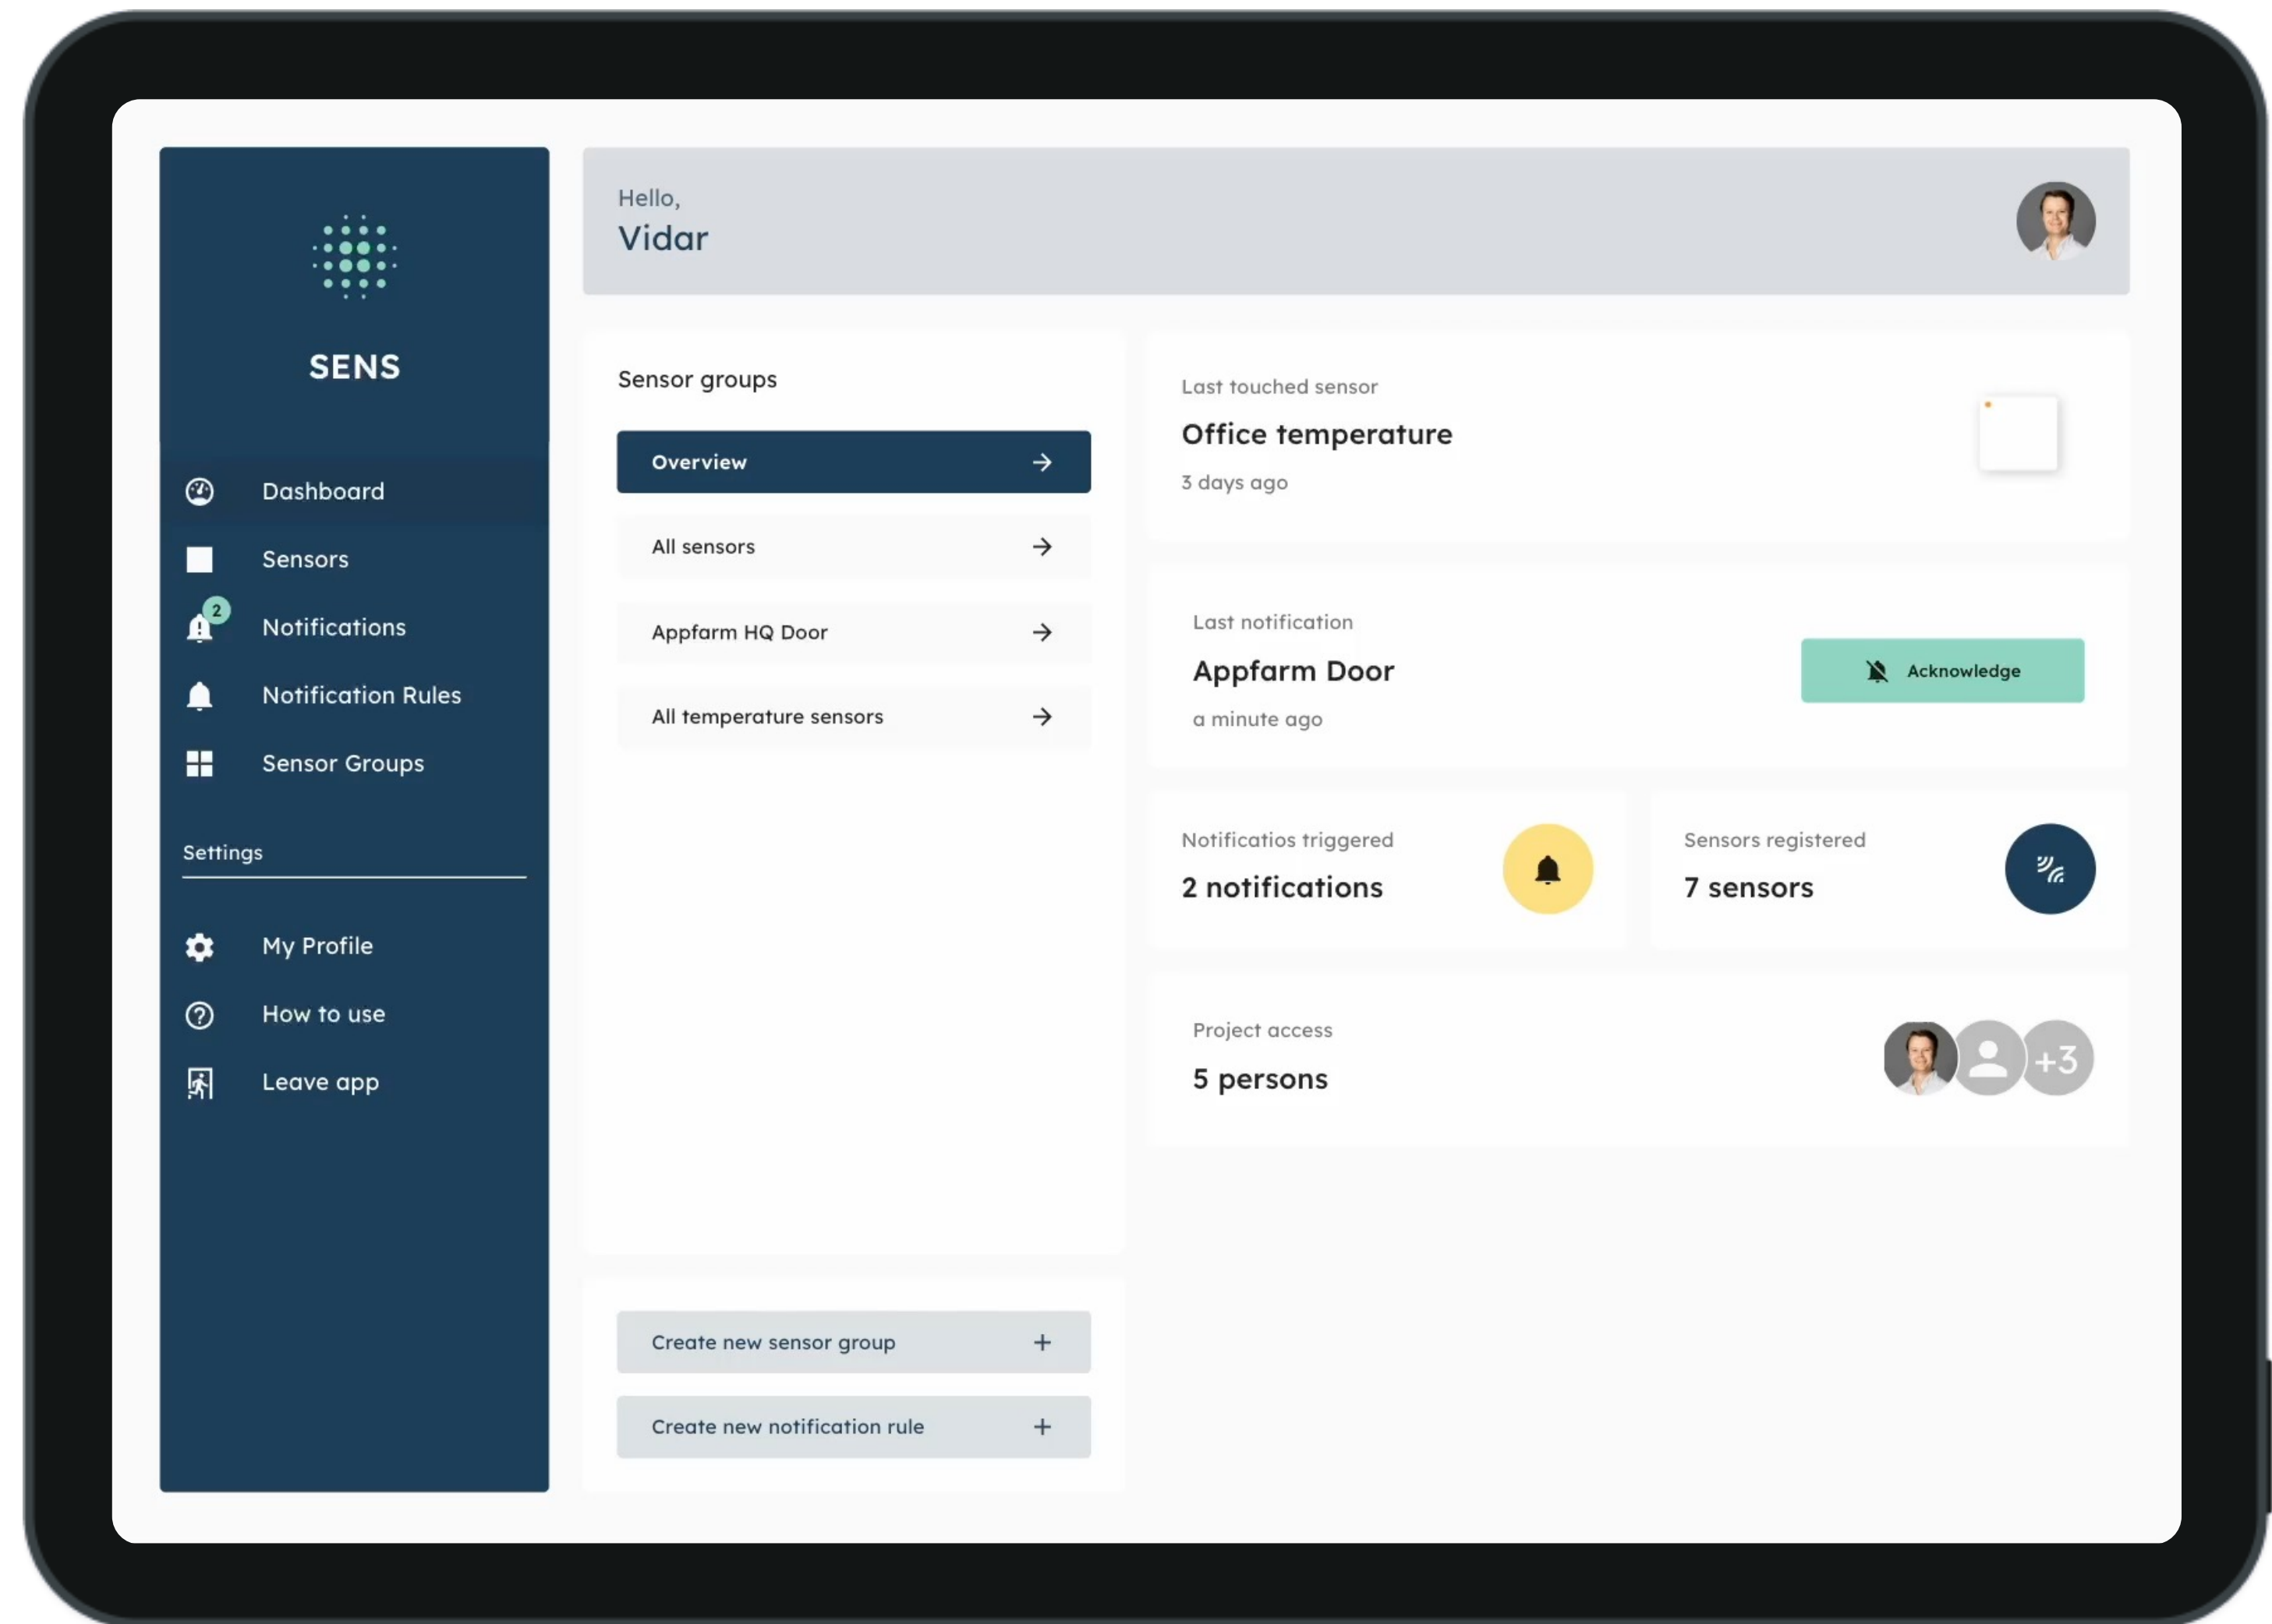 SENS
Dashboard
Sensors
2
Notifications
Notification Rules
Sensor Groups
Settings
My Profile
How to use
Leave app
Hello,
Vidar
Sensor groups
Overview
All sensors
Appfarm HQ Door
All temperature sensors
Create new sensor group
Create new notification rule
Last touched sensor
Office temperature
3 days ago
Last notification
Appfarm Door
a minute ago
Acknowledge
Notificatios triggered
2 notifications
Sensors registered
7 sensors
Project access
5 persons
+3